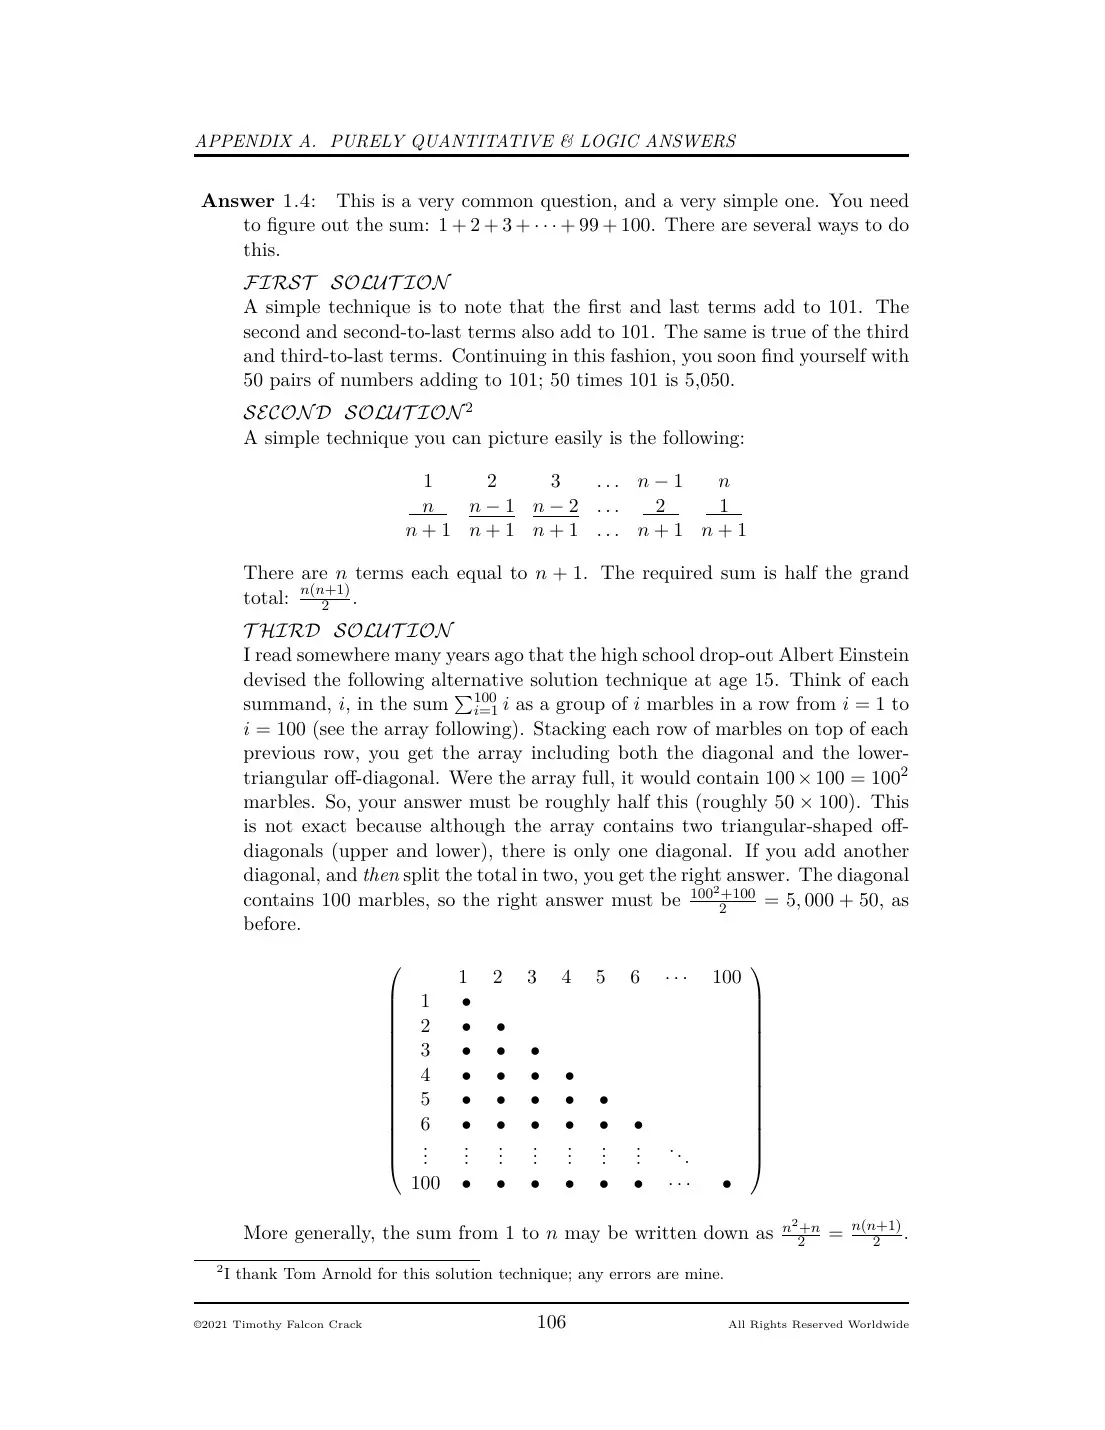 APPENDIX A. PURELY QUANTITATIVE & LOGIC ANSWERS
Answer 1.4: This is a very common question, and a very simple one. You need
to figure out the sum: 1 + 2 + 3 + · · · + 99 + 100. There are several ways to do
this.
FIRST SOLUTION
A simple technique is to note that the first and last terms add to 101. The
second and second-to-last terms also add to 101. The same is true of the third
and third-to-last terms. Continuing in this fashion, you soon find yourself with
50 pairs of numbers adding to 101; 50 times 101 is 5,050.
SECOND SOLUTION²
A simple technique you can picture easily is the following:
1 2 3 . . . n − 1 n
n n − 1 n − 2 . . . 2 1
n + 1 n + 1 n + 1 . . . n + 1 n + 1
There are n terms each equal to n + 1. The required sum is half the grand
total: n(n+1)/2.
THIRD SOLUTION
I read somewhere many years ago that the high school drop-out Albert Einstein
devised the following alternative solution technique at age 15. Think of each
summand, i, in the sum ∑_{i=1}^{100} i as a group of i marbles in a row from i = 1 to
i = 100 (see the array following). Stacking each row of marbles on top of each
previous row, you get the array including both the diagonal and the lower-
triangular off-diagonal. Were the array full, it would contain 100 × 100 = 100²
marbles. So, your answer must be roughly half this (roughly 50 × 100). This
is not exact because although the array contains two triangular-shaped off-
diagonals (upper and lower), there is only one diagonal. If you add another
diagonal, and then split the total in two, you get the right answer. The diagonal
contains 100 marbles, so the right answer must be (100²+100)/2 = 5,000 + 50, as
before.
1 2 3 4 5 6 · · · 100
1 •
2 • •
3 • • •
4 • • • •
5 • • • • •
6 • • • • • •
⋮ ⋮ ⋮ ⋮ ⋮ ⋮ ⋮ ⋱
100 • • • • • • · · · •
More generally, the sum from 1 to n may be written down as (n²+n)/2 = n(n+1)/2.
²I thank Tom Arnold for this solution technique; any errors are mine.
©2021 Timothy Falcon Crack 106 All Rights Reserved Worldwide